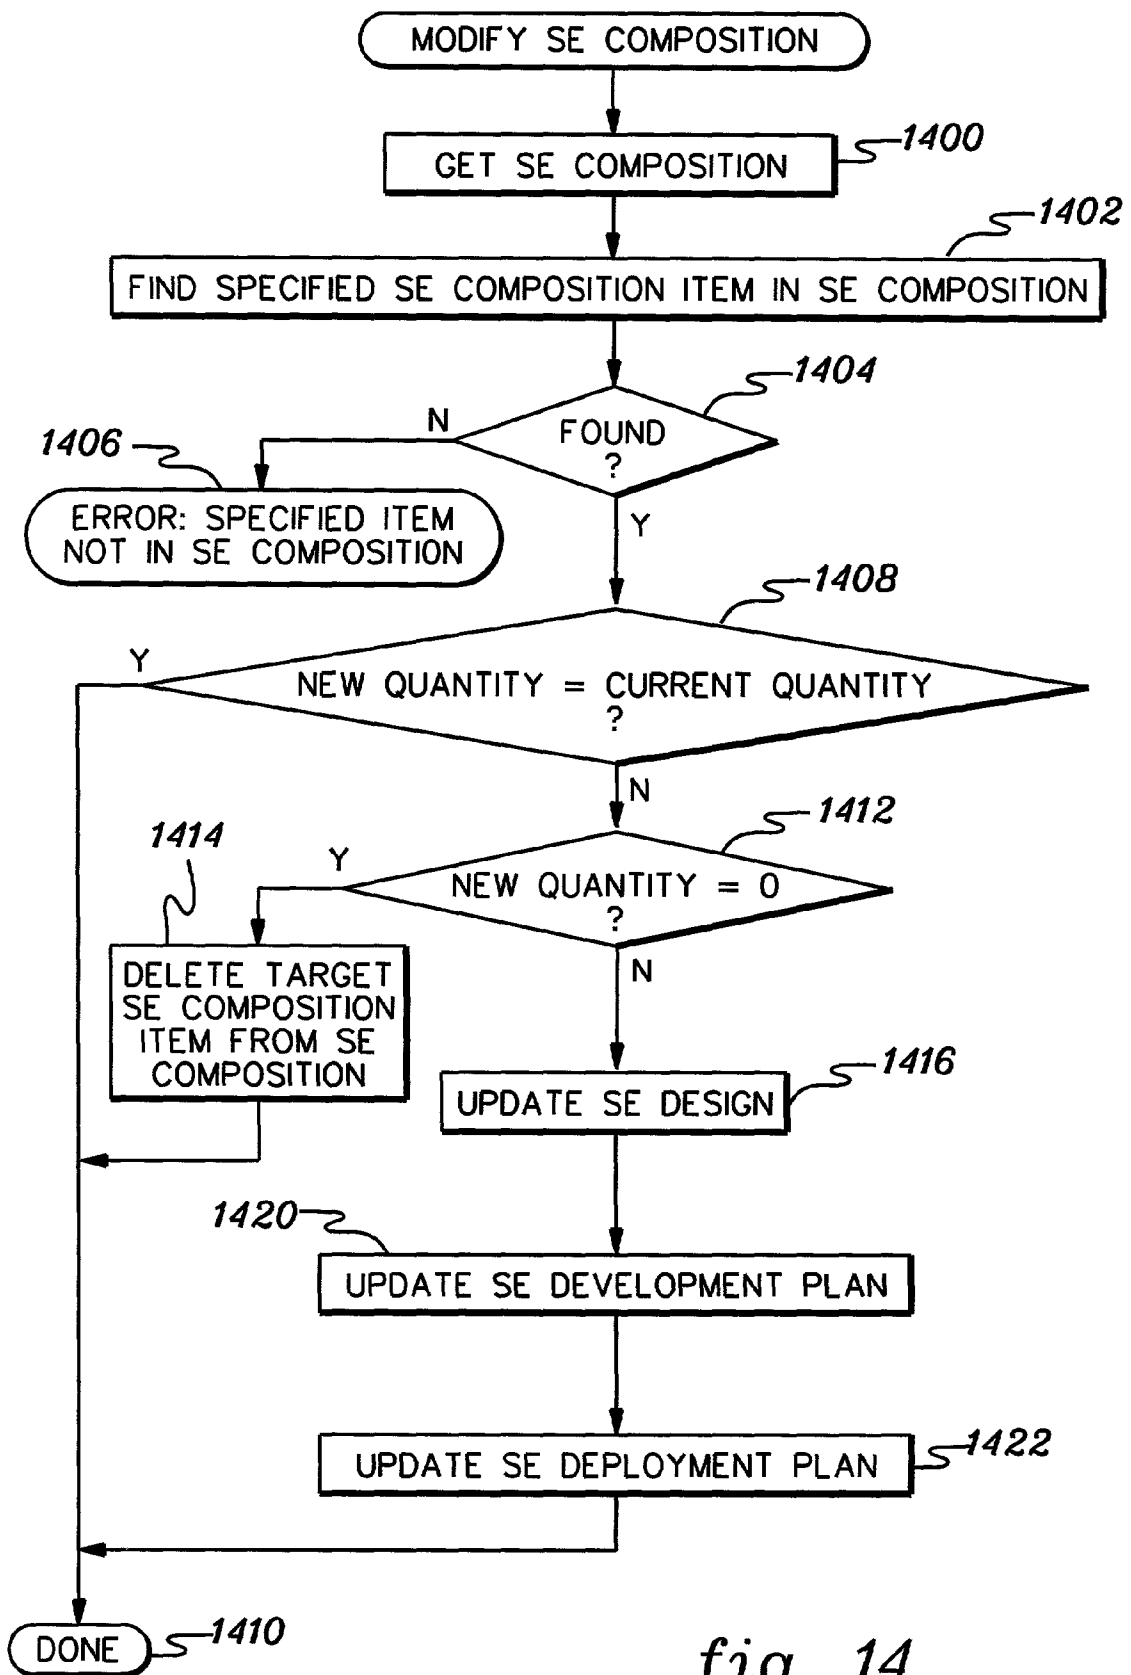 MODIFY SE COMPOSITION
1400
GET SE COMPOSITION
1402
FIND SPECIFIED SE COMPOSITION ITEM IN SE COMPOSITION
1404
N
FOUND
?
1406
ERROR: SPECIFIED ITEM
NOT IN SE COMPOSITION
Y
1408
Y
NEW QUANTITY = CURRENT QUANTITY
?
N
1412
1414
Y
NEW QUANTITY = 0
?
N
DELETE TARGET
SE COMPOSITION
ITEM FROM SE
COMPOSITION
1416
UPDATE SE DESIGN
1420
UPDATE SE DEVELOPMENT PLAN
1422
UPDATE SE DEPLOYMENT PLAN
1410
DONE
fig. 14